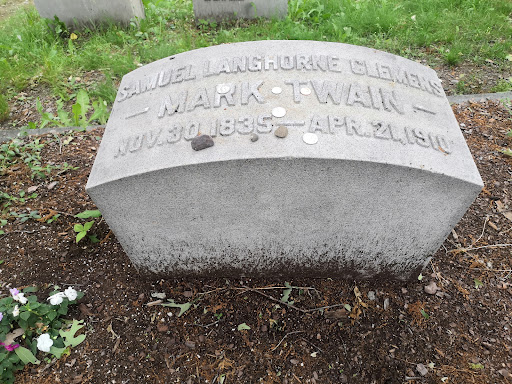 SAMUEL LANGHORNE CLEMENS
— MARK TWAIN —
NOV. 30. 1835 — APR. 21. 1910